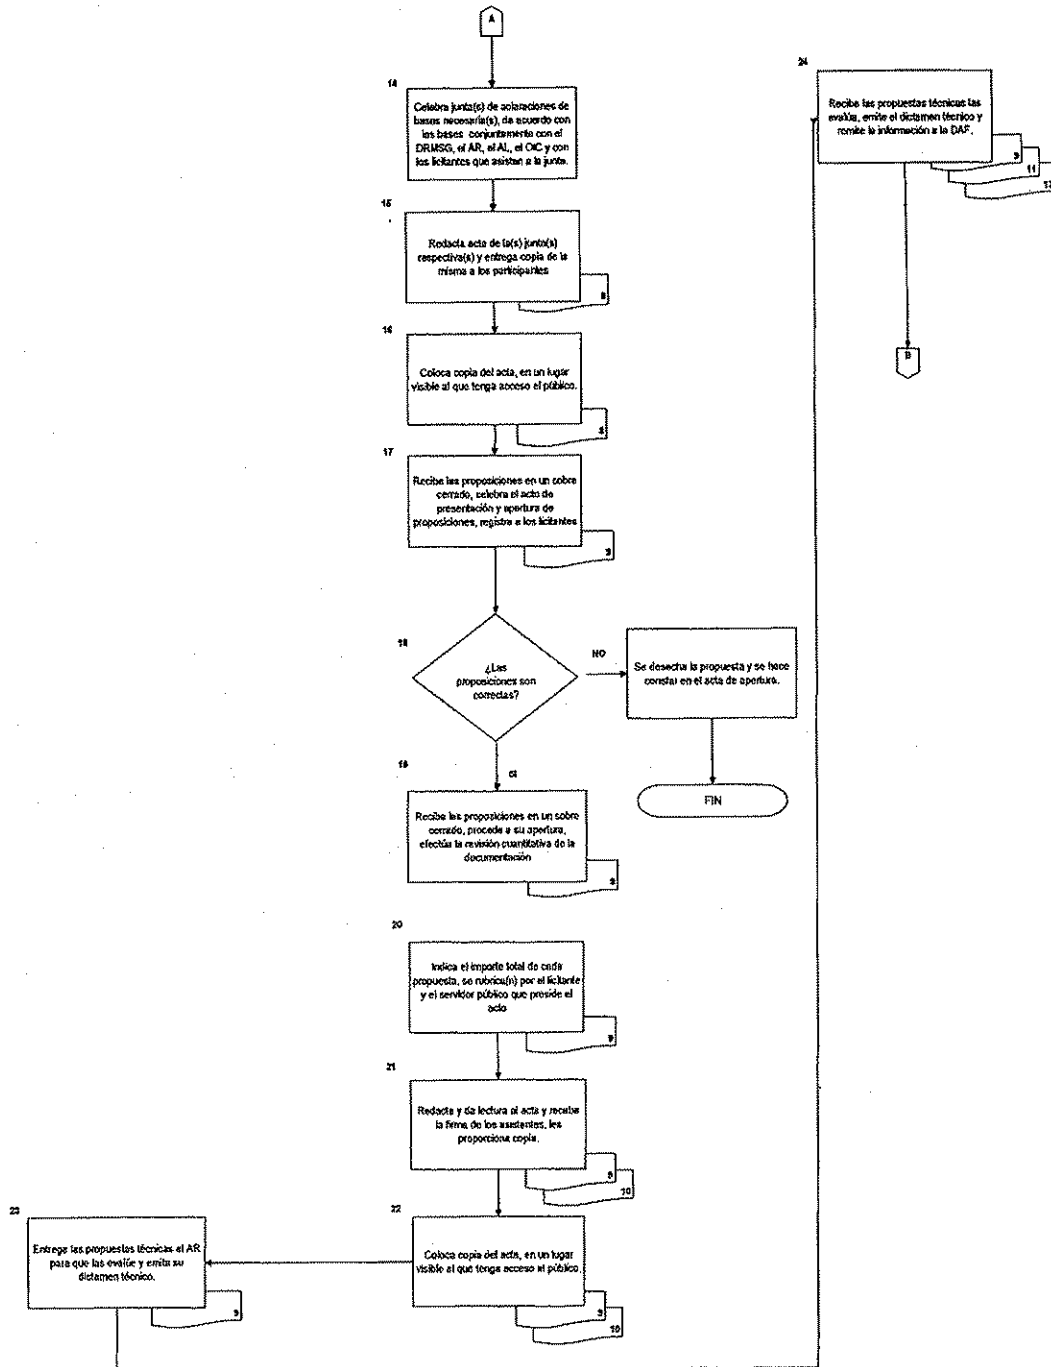 A
14
Celebra junta(s) de aclaraciones de
bases necesaria(s), de acuerdo con
las bases conjuntamente con el
DRMSG, el AR, el AL, el OIC y con
los licitantes que asistan a la junta.
15
Redacta acta de la(s) junta(s)
respectiva(s) y entrega copia de la
misma a los participantes
8
16
Coloca copia del acta, en un lugar
visible al que tenga acceso el público.
17
Recibe las proposiciones en un sobre
cerrado, celebra el acto de
presentación y apertura de
proposiciones, registra a los licitantes
9
18
¿Las
proposiciones son
correctas?
NO
Se desecha la propuesta y se hace
constar en el acta de apertura.
FIN
SI
19
Recibe las proposiciones en un sobre
cerrado, procede a su apertura,
efectúa la revisión cuantitativa de la
documentación
20
Indica el importe total de cada
propuesta, se rubrica(n) por el licitante
y el servidor público que preside el
acto
9
21
Redacta y da lectura al acta y recaba
la firma de los asistentes, les
proporciona copia.
9
10
22
Coloca copia del acta, en un lugar
visible al que tenga acceso el público.
9
10
23
Entrega las propuestas técnicas al AR
para que las evalúe y emita su
dictamen técnico.
9
24
Recibe las propuestas técnicas las
evalúa, emite el dictamen técnico y
remite la información a la DAF.
9
11
B